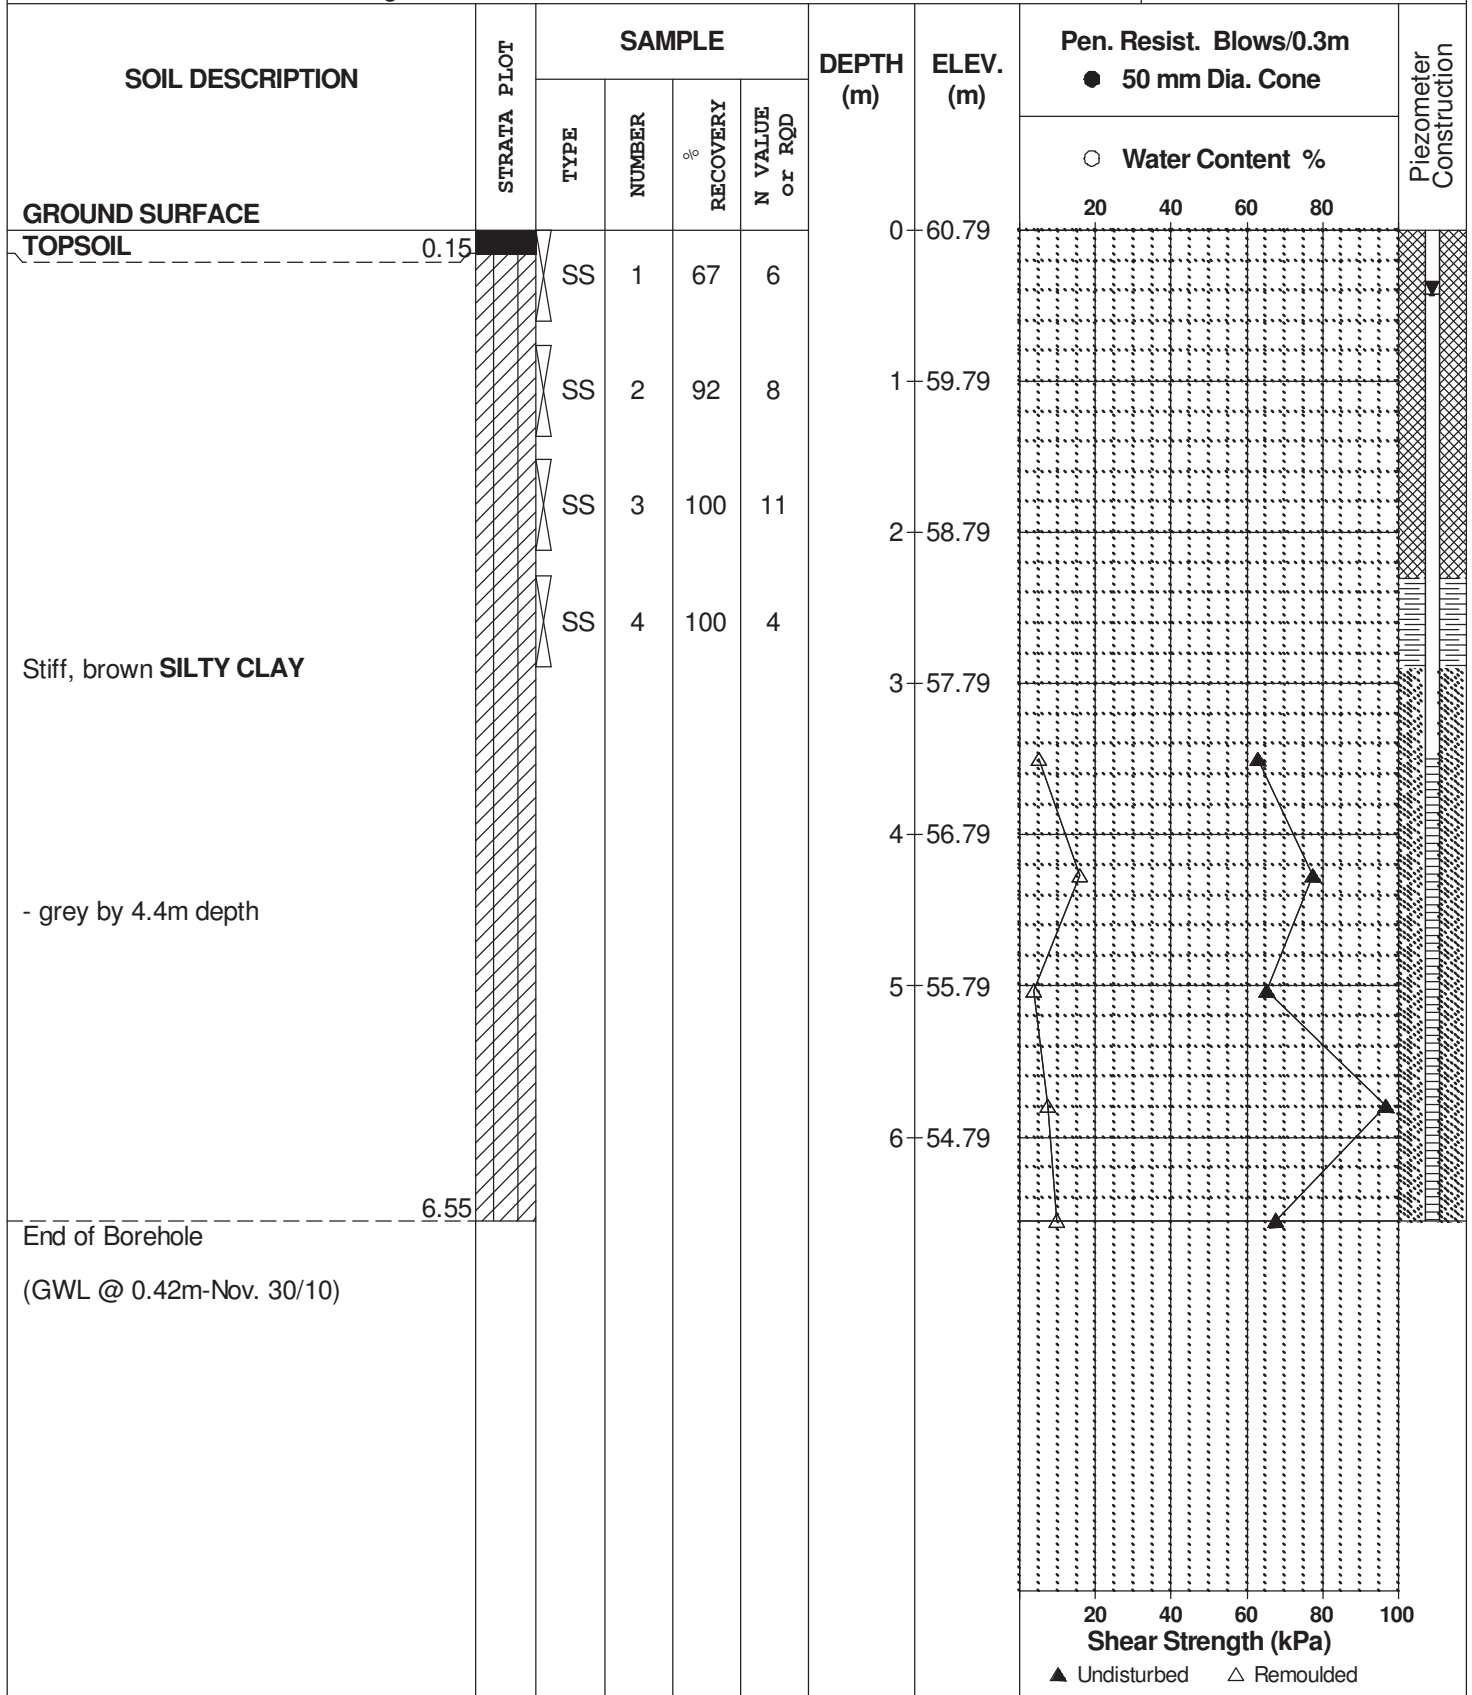 SOIL DESCRIPTION
STRATA PLOT
SAMPLE
TYPE
NUMBER
%
RECOVERY
N VALUE
or RQD
DEPTH
(m)
ELEV.
(m)
Pen. Resist. Blows/0.3m
● 50 mm Dia. Cone
○ Water Content %
Piezometer
Construction
20 40 60 80
GROUND SURFACE
0 60.79
TOPSOIL 0.15
SS 1 67 6
SS 2 92 8
1 59.79
SS 3 100 11
2 58.79
SS 4 100 4
Stiff, brown SILTY CLAY
3 57.79
4 56.79
- grey by 4.4m depth
5 55.79
6 54.79
6.55
End of Borehole
(GWL @ 0.42m-Nov. 30/10)
20 40 60 80 100
Shear Strength (kPa)
▲ Undisturbed △ Remoulded